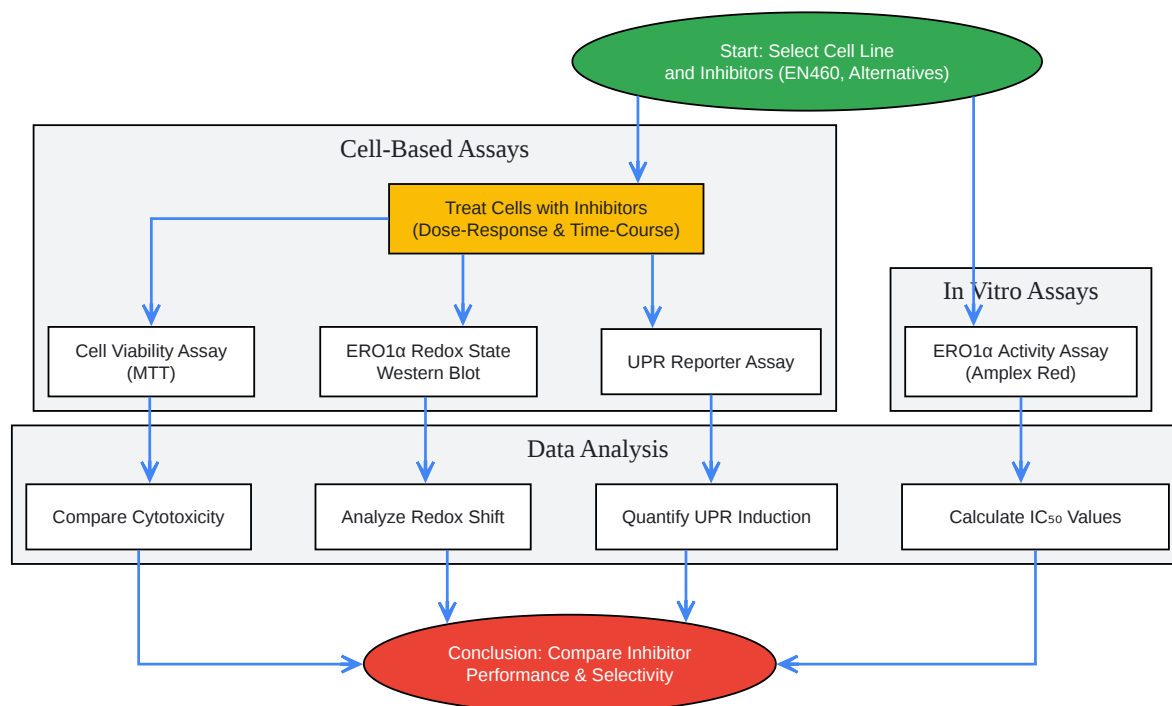 Start: Select Cell Line
and Inhibitors (EN460, Alternatives)
Cell-Based Assays
Treat Cells with Inhibitors
(Dose-Response & Time-Course)
In Vitro Assays
Cell Viability Assay
(MTT)
ERO1α Redox State
Western Blot
UPR Reporter Assay
ERO1α Activity Assay
(Amplex Red)
Data Analysis
Compare Cytotoxicity
Analyze Redox Shift
Quantify UPR Induction
Calculate IC₅₀ Values
Conclusion: Compare Inhibitor
Performance & Selectivity